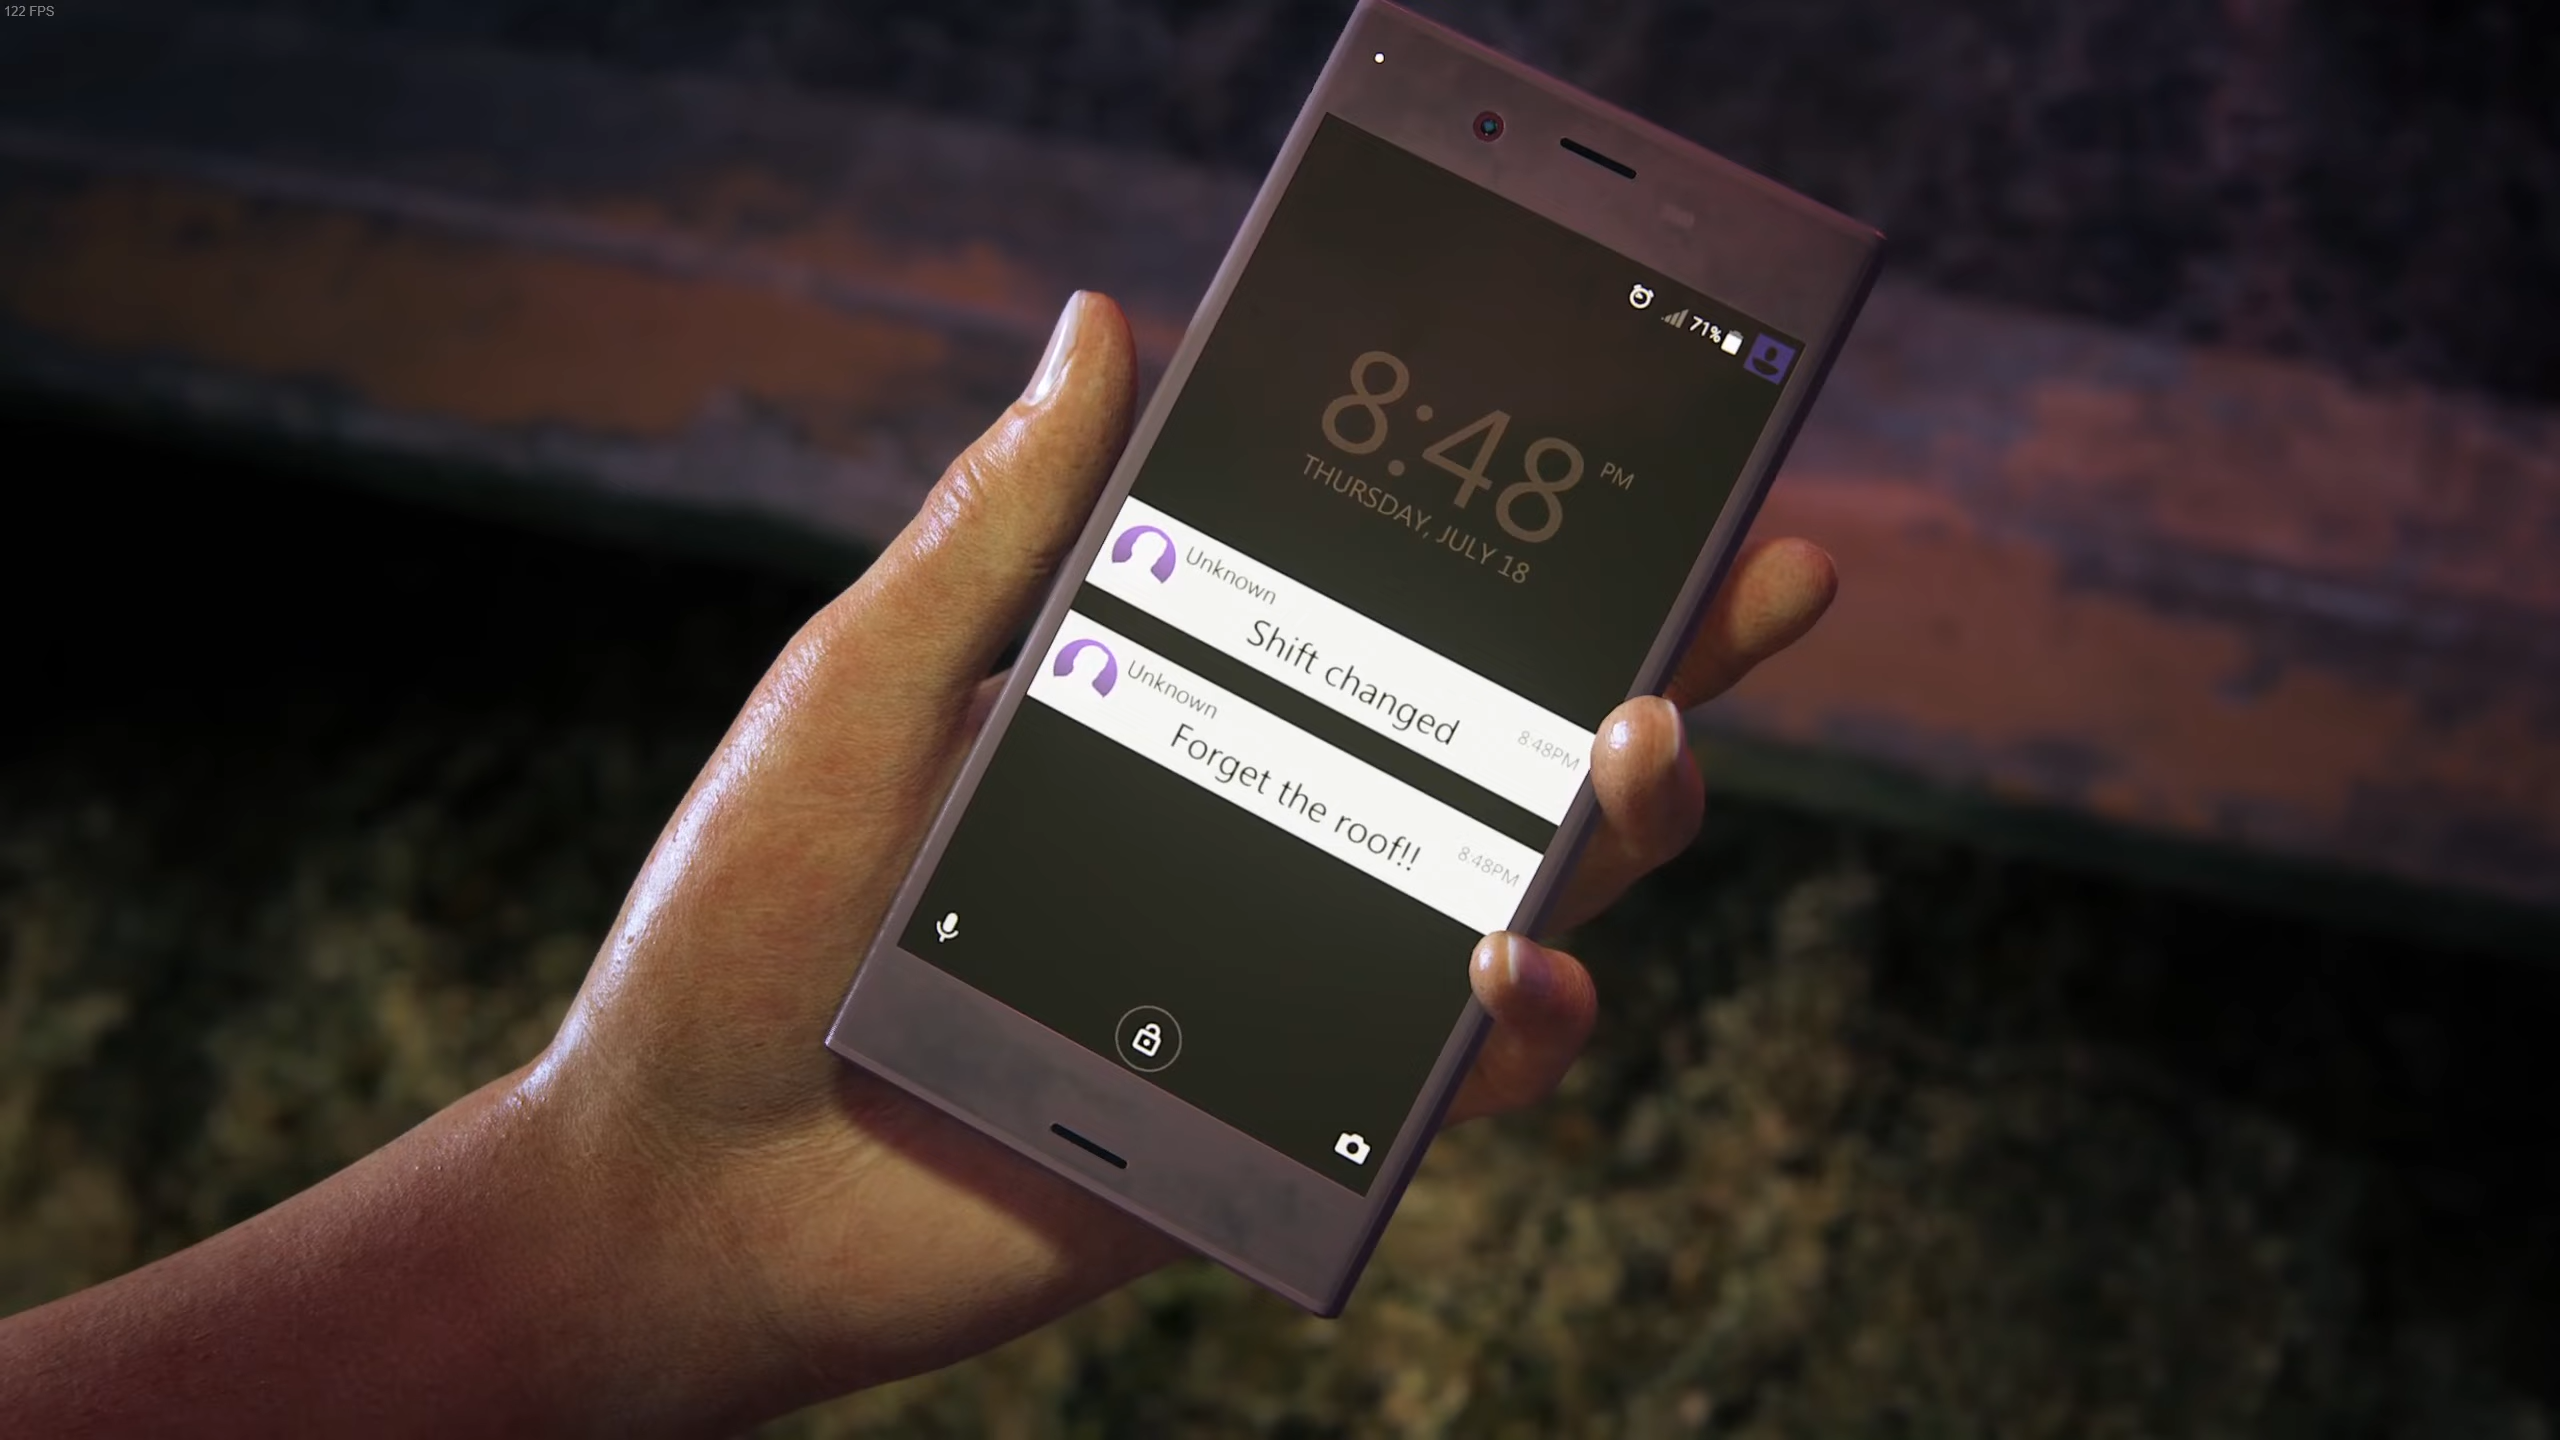 122 FPS
71%
8:48 PM
THURSDAY, JULY 18
Unknown
Shift changed
8:48PM
Unknown
Forget the roof!!
8:48PM